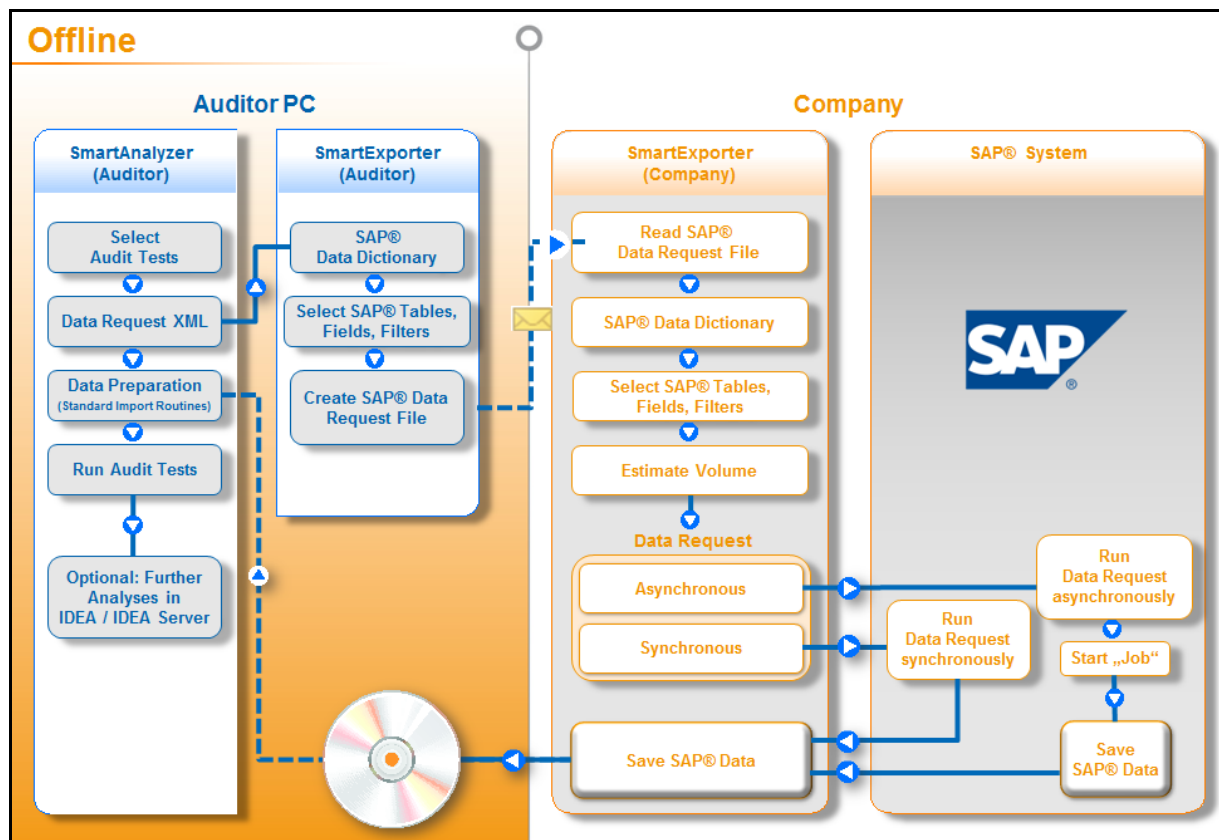 Offline
Auditor PC
Company
SmartAnalyzer
(Auditor)
Select
Audit Tests
Data Request XML
Data Preparation
(Standard Import Routines)
Run Audit Tests
Optional: Further
Analyses in
IDEA / IDEA Server
SmartExporter
(Auditor)
SAP®
Data Dictionary
Select SAP® Tables,
Fields, Filters
Create SAP® Data
Request File
SmartExporter
(Company)
Read SAP®
Data Request File
SAP® Data Dictionary
Select SAP® Tables,
Fields, Filters
Estimate Volume
Data Request
Asynchronous
Synchronous
Save SAP® Data
SAP® System
SAP®
Run
Data Request
asynchronously
Run
Data Request
synchronously
Start „Job“
Save
SAP® Data